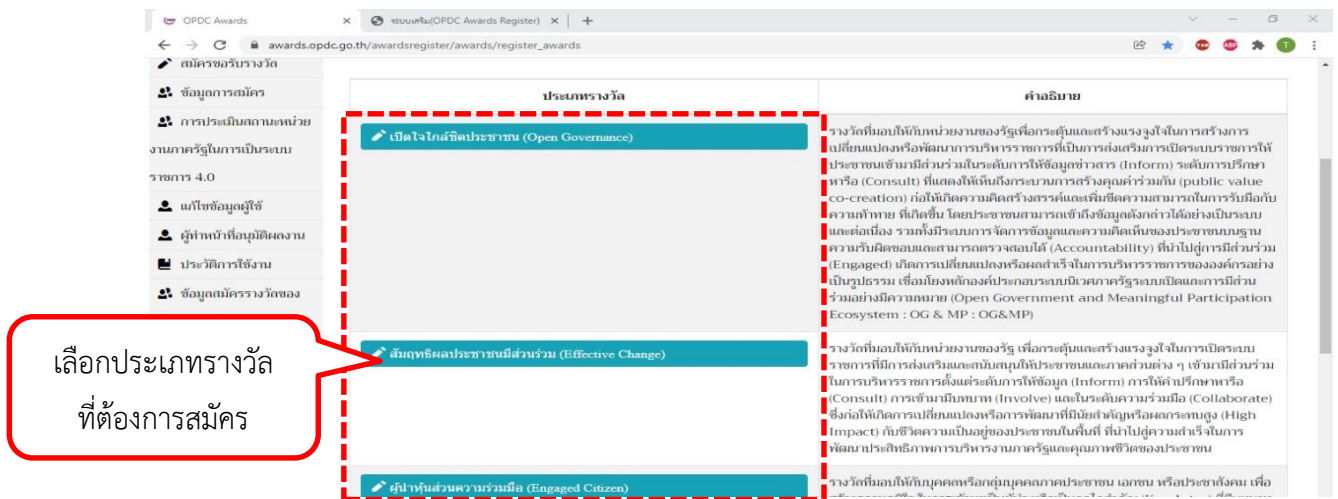 OPDC Awards
ระบบเสริม(OPDC Awards Register)
awards.opdc.go.th/awardsregister/awards/register_awards
สมัครขอรับรางวัล
ข้อมูลการสมัคร
การประเมินสถานะหน่วย
งานภาครัฐในการเป็นระบบ
ราชการ 4.0
แก้ไขข้อมูลผู้ใช้
ผู้ทำหน้าที่อนุมัติผลงาน
ประวัติการใช้งาน
ข้อมูลสมัครรางวัลของ
เลือกประเภทรางวัล
ที่ต้องการสมัคร
ประเภทรางวัล
คำอธิบาย
เปิดใจใกล้ชิดประชาชน (Open Governance)
รางวัลที่มอบให้กับหน่วยงานของรัฐเพื่อกระตุ้นและสร้างแรงจูงใจในการสร้างการ
เปลี่ยนแปลงหรือพัฒนาการบริหารราชการที่เป็นการส่งเสริมการเปิดระบบราชการให้
ประชาชนเข้ามามีส่วนร่วมในระดับการให้ข้อมูลข่าวสาร (Inform) ระดับการปรึกษา
หารือ (Consult) ที่แสดงให้เห็นถึงกระบวนการสร้างคุณค่าร่วมกัน (public value
co-creation) ก่อให้เกิดความคิดสร้างสรรค์และเพิ่มขีดความสามารถในการรับมือกับ
ความท้าทาย ที่เกิดขึ้น โดยประชาชนสามารถเข้าถึงข้อมูลดังกล่าวได้อย่างเป็นระบบ
และต่อเนื่อง รวมทั้งมีระบบการจัดการข้อมูลและความคิดเห็นของประชาชนบนฐาน
ความรับผิดชอบและสามารถตรวจสอบได้ (Accountability) ที่นำไปสู่การมีส่วนร่วม
(Engaged) เกิดการเปลี่ยนแปลงหรือผลสำเร็จในการบริหารราชการขององค์กรอย่าง
เป็นรูปธรรม เชื่อมโยงหลักองค์ประกอบระบบนิเวศภาครัฐระบบเปิดและการมีส่วน
ร่วมอย่างมีความหมาย (Open Government and Meaningful Participation
Ecosystem : OG & MP : OG&MP)
สัมฤทธิผลประชาชนมีส่วนร่วม (Effective Change)
รางวัลที่มอบให้กับหน่วยงานของรัฐ เพื่อกระตุ้นและสร้างแรงจูงใจในการเปิดระบบ
ราชการที่มีการส่งเสริมและสนับสนุนให้ประชาชนและภาคส่วนต่าง ๆ เข้ามามีส่วนร่วม
ในการบริหารราชการตั้งแต่ระดับการให้ข้อมูล (Inform) การให้คำปรึกษาหารือ
(Consult) การเข้ามามีบทบาท (Involve) และในระดับความร่วมมือ (Collaborate)
ซึ่งก่อให้เกิดการเปลี่ยนแปลงหรือการพัฒนาที่มีนัยสำคัญหรือผลกระทบสูง (High
Impact) กับชีวิตความเป็นอยู่ของประชาชนในพื้นที่ ที่นำไปสู่ความสำเร็จในการ
พัฒนาประสิทธิภาพการบริหารงานภาครัฐและคุณภาพชีวิตของประชาชน
ผู้นำหุ้นส่วนความร่วมมือ (Engaged Citizen)
รางวัลที่มอบให้กับบุคคลหรือกลุ่มบุคคลภาคประชาชน เอกชน หรือประชาสังคม เพื่อ